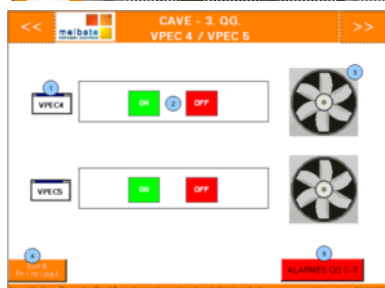 << melbate CAVE - 3. QG. >>
VPEC 4 / VPEC 5
1
3
VPEC4 ON 2 OFF
VPEC5 ON OFF
4
5
Principal ALARMES QG C-3